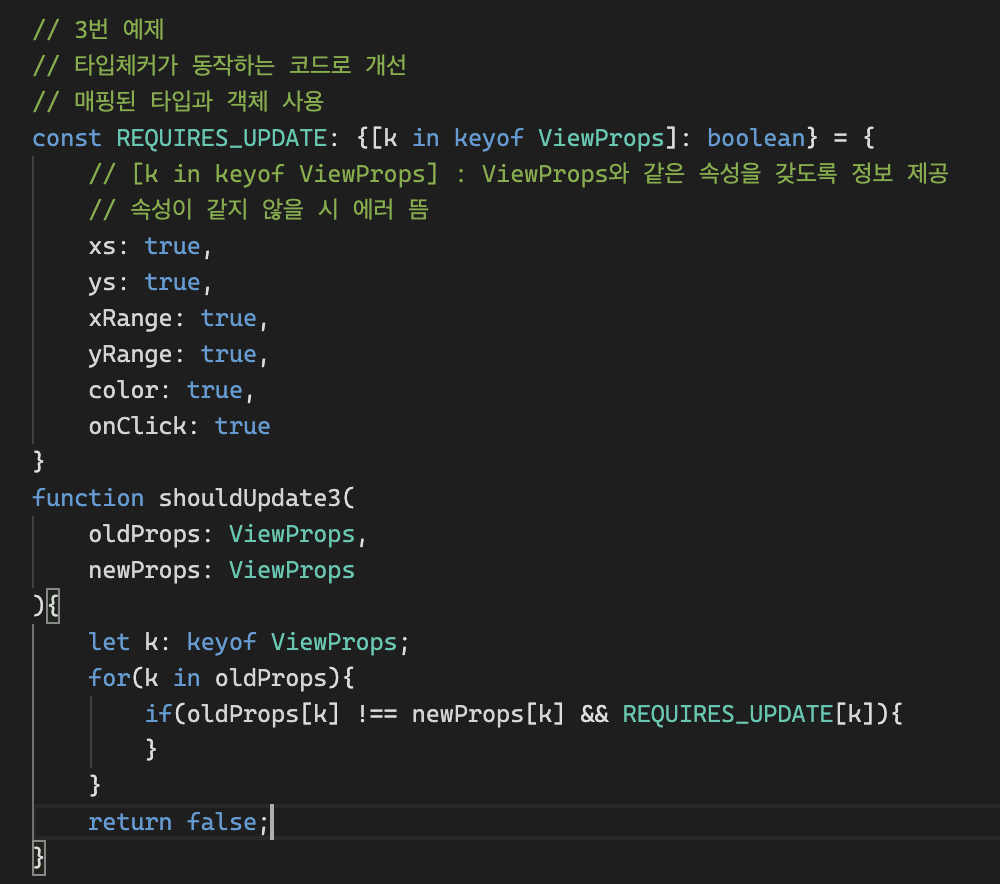 // 3번 예제
// 타입체커가 동작하는 코드로 개선
// 매핑된 타입과 객체 사용
const REQUIRES_UPDATE: {[k in keyof ViewProps]: boolean} = {
    // [k in keyof ViewProps] : ViewProps와 같은 속성을 갖도록 정보 제공
    // 속성이 같지 않을 시 에러 뜸
    xs: true,
    ys: true,
    xRange: true,
    yRange: true,
    color: true,
    onClick: true
}
function shouldUpdate3(
    oldProps: ViewProps,
    newProps: ViewProps
){
    let k: keyof ViewProps;
    for(k in oldProps){
        if(oldProps[k] !== newProps[k] && REQUIRES_UPDATE[k]){
        }
    }
    return false;
}